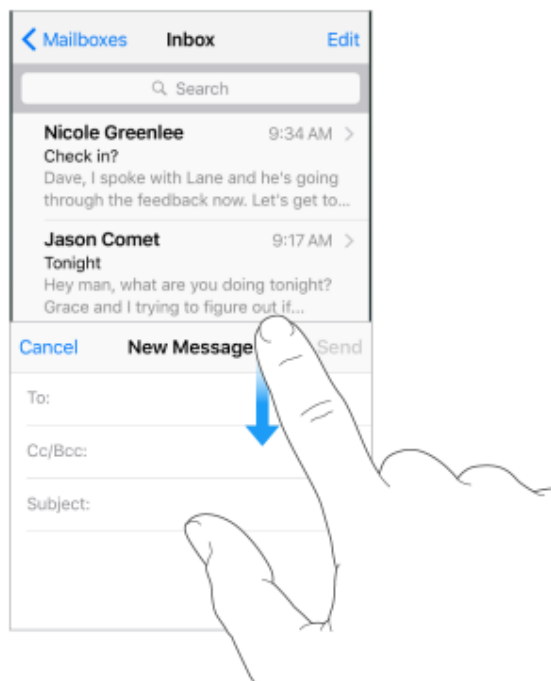 Mailboxes Inbox Edit
Search
Nicole Greenlee 9:34 AM
Check in?
Dave, I spoke with Lane and he's going
through the feedback now. Let's get to...
Jason Comet 9:17 AM
Tonight
Hey man, what are you doing tonight?
Grace and I trying to figure out if...
Cancel New Message Send
To:
Cc/Bcc:
Subject: